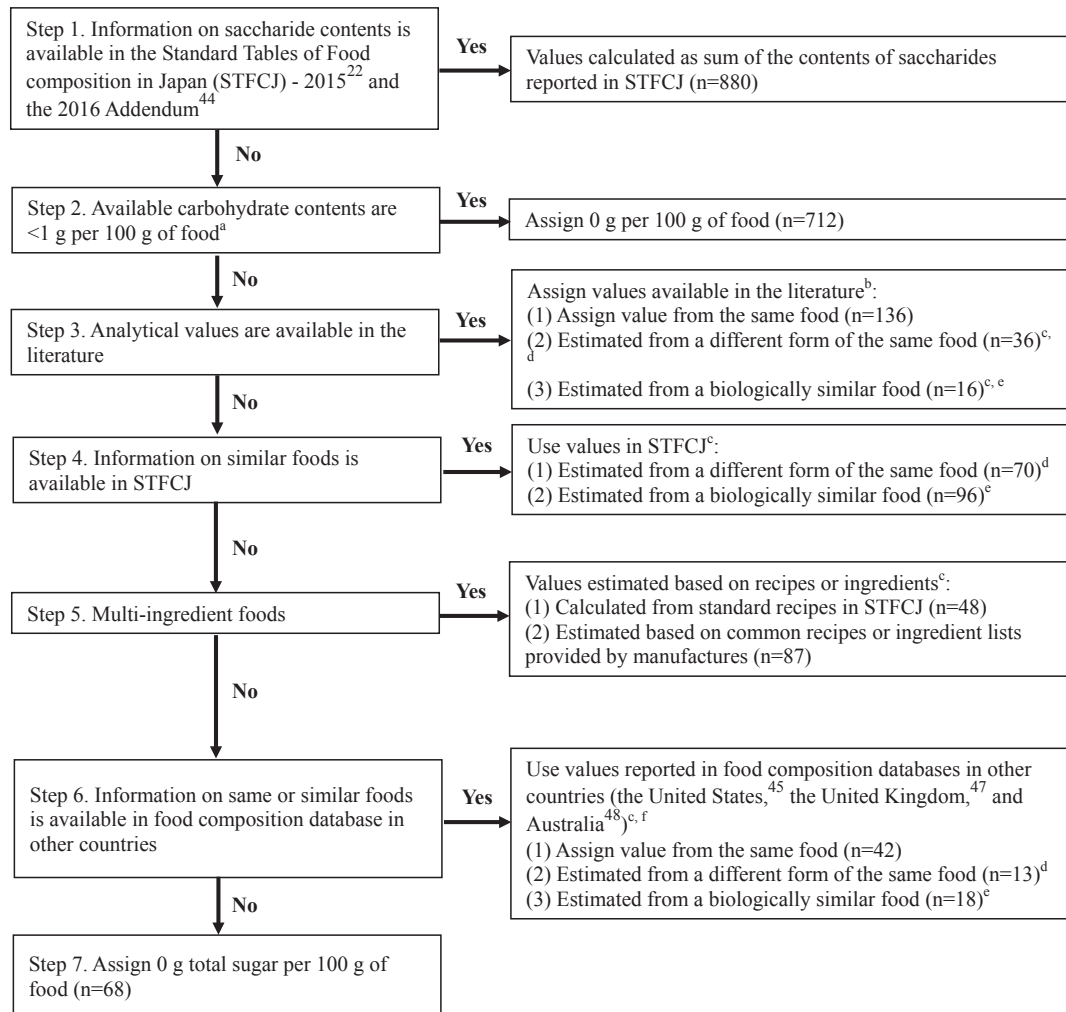 Step 1. Information on saccharide contents is
available in the Standard Tables of Food
composition in Japan (STFCJ) - 2015²² and
the 2016 Addendum⁴⁴
Yes
Values calculated as sum of the contents of saccharides
reported in STFCJ (n=880)
No
Step 2. Available carbohydrate contents are
<1 g per 100 g of foodᵃ
Yes
Assign 0 g per 100 g of food (n=712)
No
Step 3. Analytical values are available in the
literature
Yes
Assign values available in the literatureᵇ:
(1) Assign value from the same food (n=136)
(2) Estimated from a different form of the same food (n=36)ᶜ,
ᵈ
(3) Estimated from a biologically similar food (n=16)ᶜ, ᵉ
No
Step 4. Information on similar foods is
available in STFCJ
Yes
Use values in STFCJᶜ:
(1) Estimated from a different form of the same food (n=70)ᵈ
(2) Estimated from a biologically similar food (n=96)ᵉ
No
Step 5. Multi-ingredient foods
Yes
Values estimated based on recipes or ingredientsᶜ:
(1) Calculated from standard recipes in STFCJ (n=48)
(2) Estimated based on common recipes or ingredient lists
provided by manufactures (n=87)
No
Step 6. Information on same or similar foods
is available in food composition database in
other countries
Yes
Use values reported in food composition databases in other
countries (the United States,⁴⁵ the United Kingdom,⁴⁷ and
Australia⁴⁸)ᶜ, ᶠ
(1) Assign value from the same food (n=42)
(2) Estimated from a different form of the same food (n=13)ᵈ
(3) Estimated from a biologically similar food (n=18)ᵉ
No
Step 7. Assign 0 g total sugar per 100 g of
food (n=68)